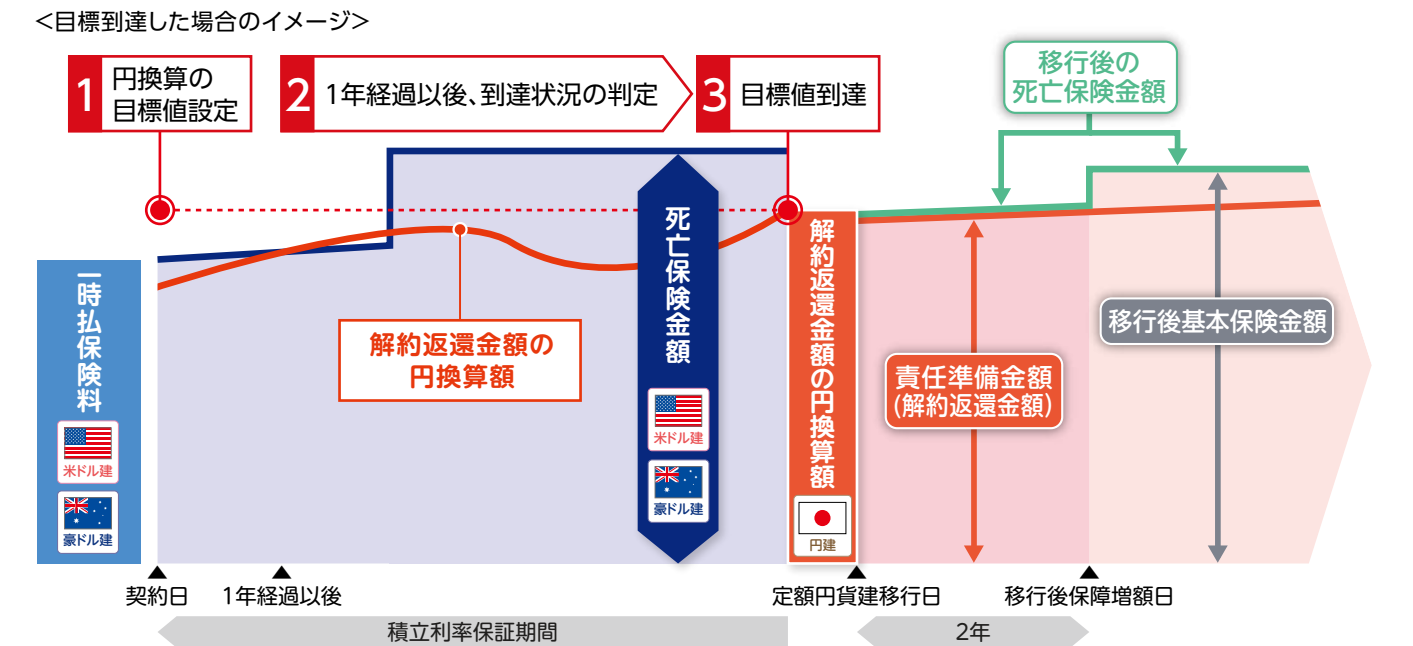 ＜目標到達した場合のイメージ＞
1
円換算の
目標値設定
2
1年経過以後、到達状況の判定
3
目標値到達
移行後の
死亡保険金額
一時払保険料
米ドル建
豪ドル建
解約返還金額の
円換算額
死亡保険金額
米ドル建
豪ドル建
解約返還金額の円換算額
円建
責任準備金額
(解約返還金額)
移行後基本保険金額
契約日
1年経過以後
定額円貨建移行日
移行後保障増額日
積立利率保証期間
2年